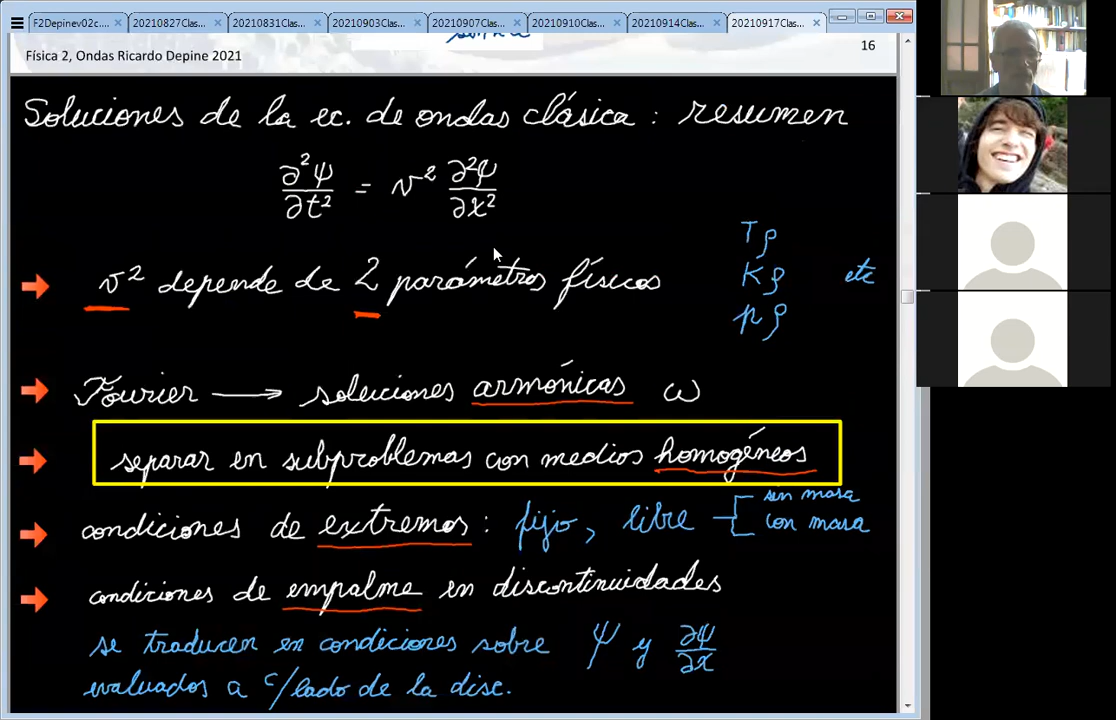 F2Depinev02c. 20210827Clas 20210831Clas 20210903Clas 20210907Clas 20210910Clas 20210914Clas 20210917Clas
Física 2, Ondas Ricardo Depine 2021
16
Soluciones de la ec. de ondas clásica : resumen
∂²ψ/∂t² = v² ∂²ψ/∂x²
v² depende de 2 parámetros físicos
Tρ
Kρ etc
pρ
Fourier → soluciones armónicas ω
separar en subproblemas con medios homogéneos
condiciones de extremos : fijo, libre sin masa
con masa
condiciones de empalme en discontinuidades
se traducen en condiciones sobre ψ y ∂ψ/∂x
evaluados a c/lado de la disc.